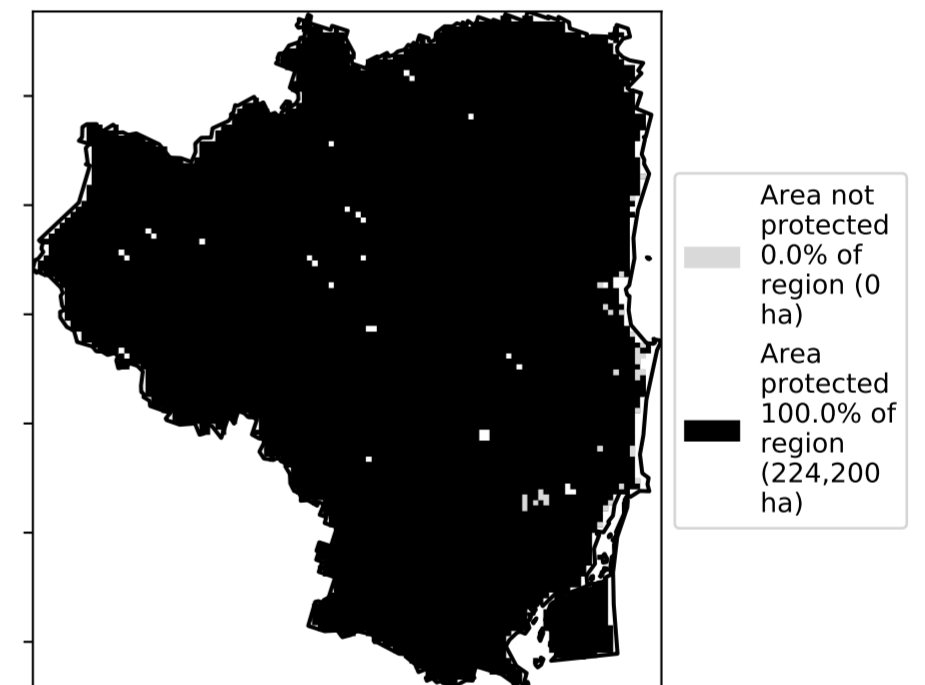 Area not
protected
0.0% of
region (0
ha)
Area
protected
100.0% of
region
(224,200
ha)